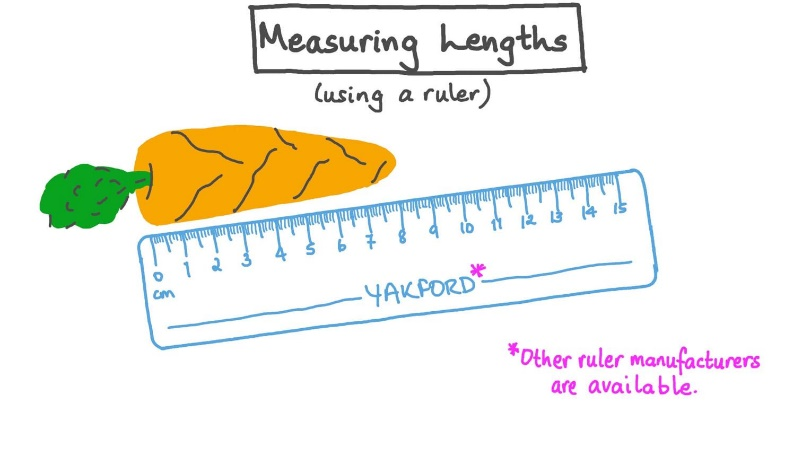 Measuring Lengths
(using a ruler)
0 1 2 3 4 5 6 7 8 9 10 11 12 13 14 15
cm
YAKFORD*
*Other ruler manufacturers
are available.